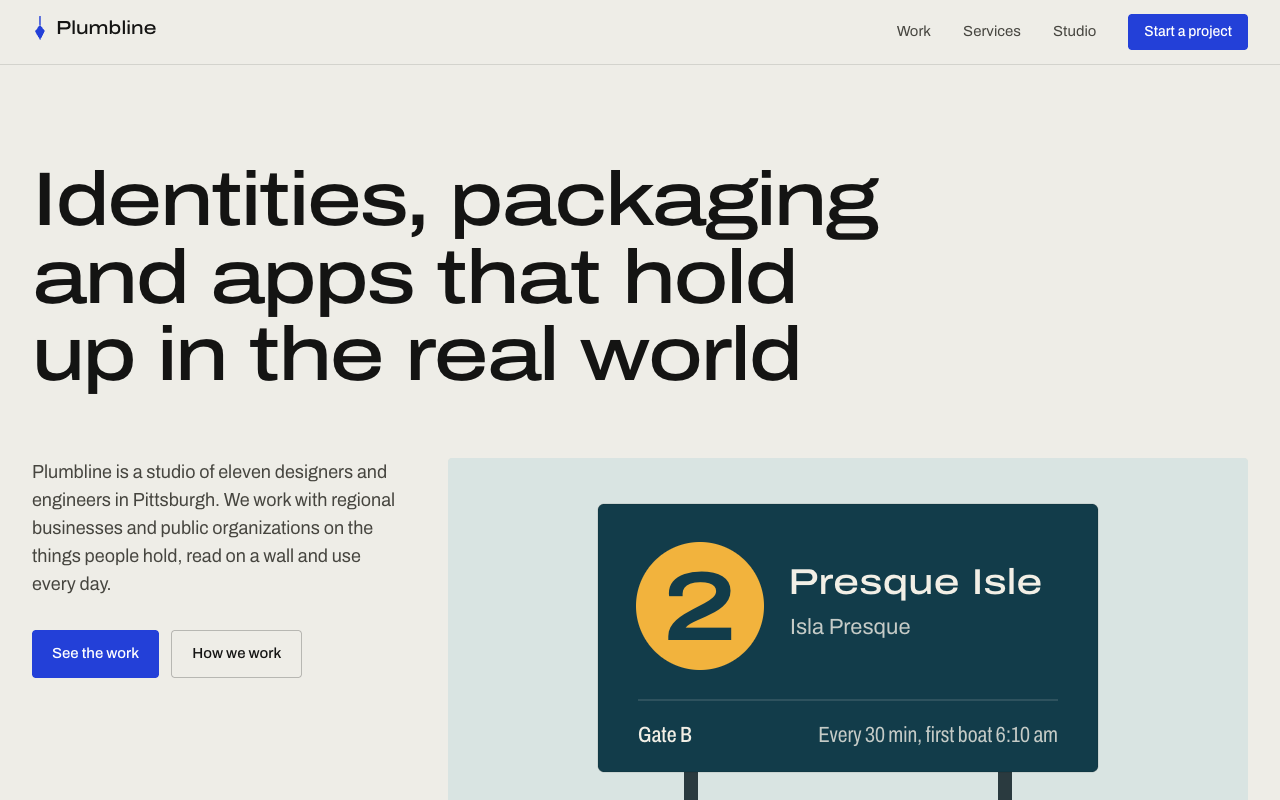 Plumbline
Work
Services
Studio
Start a project
Identities, packaging
and apps that hold
up in the real world
Plumbline is a studio of eleven designers and
engineers in Pittsburgh. We work with regional
businesses and public organizations on the
things people hold, read on a wall and use
every day.
See the work
How we work
2
Presque Isle
Isla Presque
Gate B
Every 30 min, first boat 6:10 am